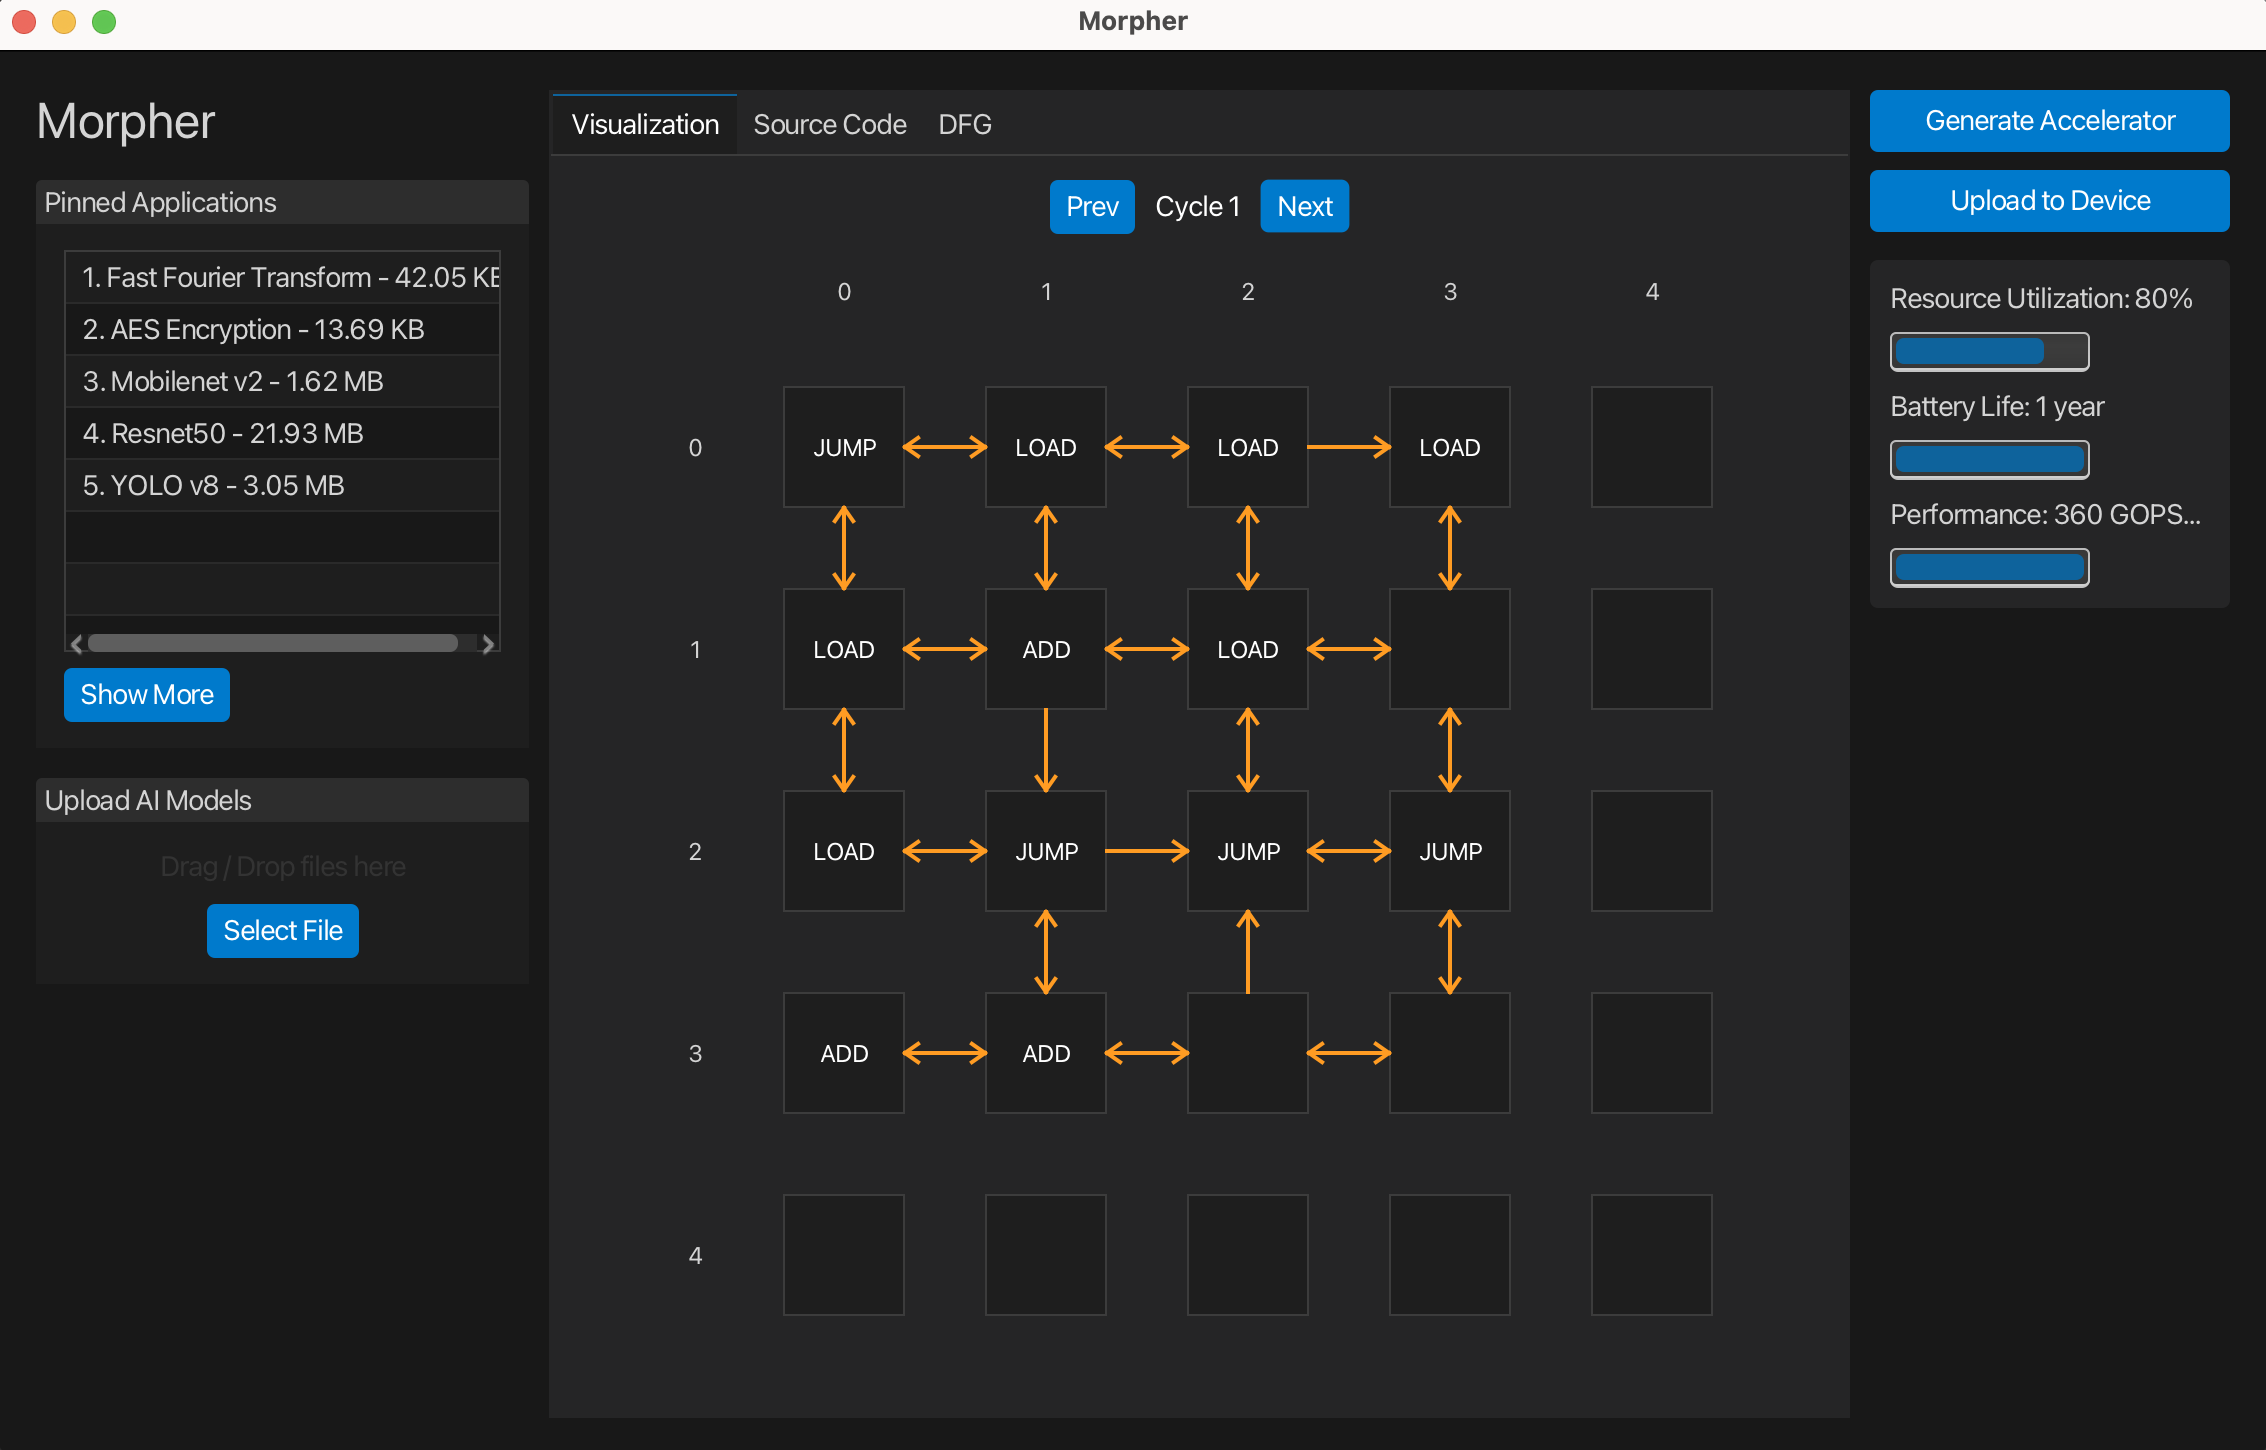 Morpher
Morpher
Pinned Applications
1. Fast Fourier Transform - 42.05 KB
2. AES Encryption - 13.69 KB
3. Mobilenet v2 - 1.62 MB
4. Resnet50 - 21.93 MB
5. YOLO v8 - 3.05 MB
Show More
Upload AI Models
Drag / Drop files here
Select File
Visualization Source Code DFG
Prev Cycle 1 Next
0 1 2 3 4
0 JUMP LOAD LOAD LOAD
1 LOAD ADD LOAD
2 LOAD JUMP JUMP JUMP
3 ADD ADD
4
Generate Accelerator
Upload to Device
Resource Utilization: 80%
Battery Life: 1 year
Performance: 360 GOPS...